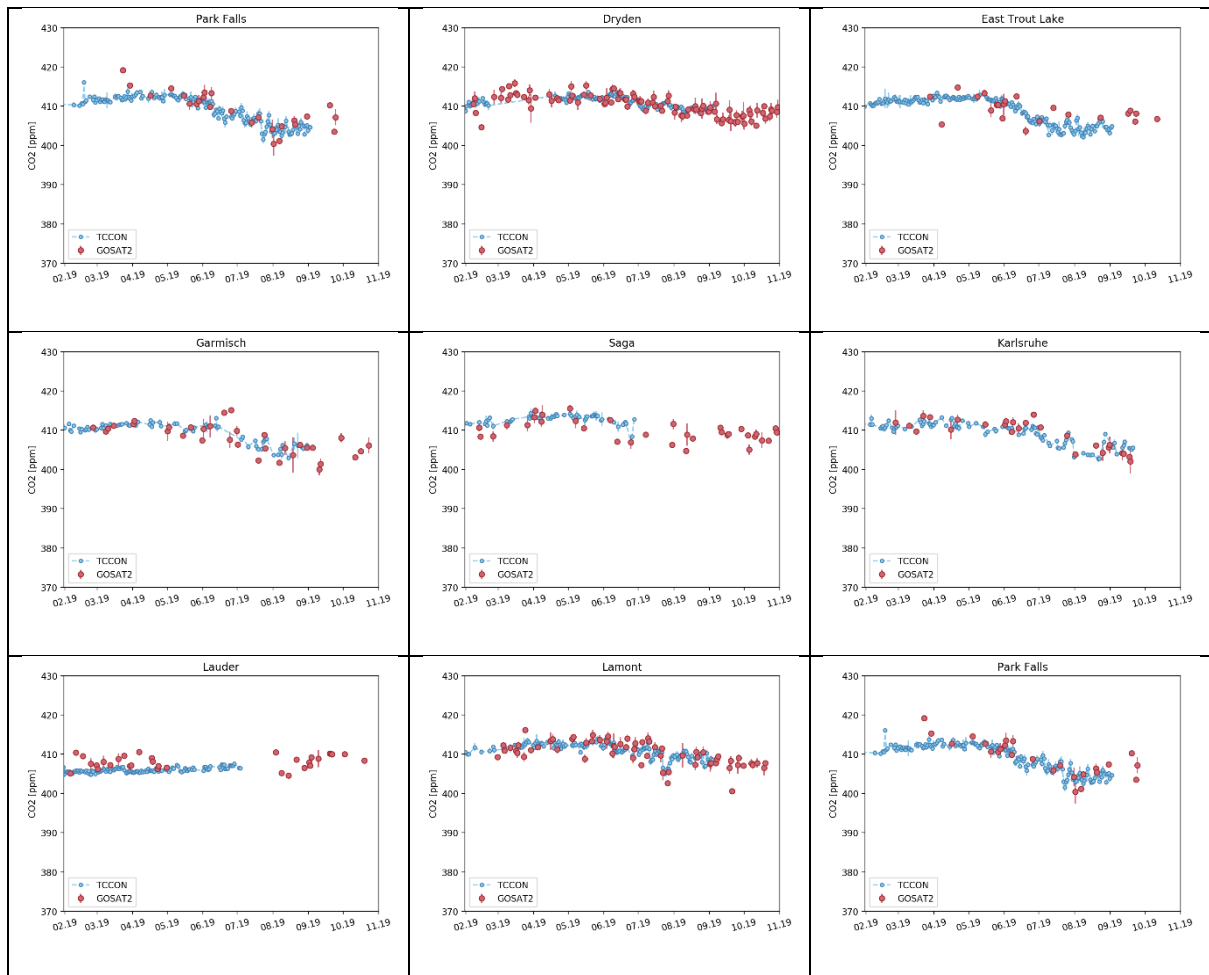 Park Falls
CO2 [ppm]
430
420
410
400
390
380
370
TCCON
GOSAT2
02.19 03.19 04.19 05.19 06.19 07.19 08.19 09.19 10.19 11.19
Dryden
CO2 [ppm]
430
420
410
400
390
380
370
TCCON
GOSAT2
02.19 03.19 04.19 05.19 06.19 07.19 08.19 09.19 10.19 11.19
East Trout Lake
CO2 [ppm]
430
420
410
400
390
380
370
TCCON
GOSAT2
02.19 03.19 04.19 05.19 06.19 07.19 08.19 09.19 10.19 11.19
Garmisch
CO2 [ppm]
430
420
410
400
390
380
370
TCCON
GOSAT2
02.19 03.19 04.19 05.19 06.19 07.19 08.19 09.19 10.19 11.19
Saga
CO2 [ppm]
430
420
410
400
390
380
370
TCCON
GOSAT2
02.19 03.19 04.19 05.19 06.19 07.19 08.19 09.19 10.19 11.19
Karlsruhe
CO2 [ppm]
430
420
410
400
390
380
370
TCCON
GOSAT2
02.19 03.19 04.19 05.19 06.19 07.19 08.19 09.19 10.19 11.19
Lauder
CO2 [ppm]
430
420
410
400
390
380
370
TCCON
GOSAT2
02.19 03.19 04.19 05.19 06.19 07.19 08.19 09.19 10.19 11.19
Lamont
CO2 [ppm]
430
420
410
400
390
380
370
TCCON
GOSAT2
02.19 03.19 04.19 05.19 06.19 07.19 08.19 09.19 10.19 11.19
Park Falls
CO2 [ppm]
430
420
410
400
390
380
370
TCCON
GOSAT2
02.19 03.19 04.19 05.19 06.19 07.19 08.19 09.19 10.19 11.19